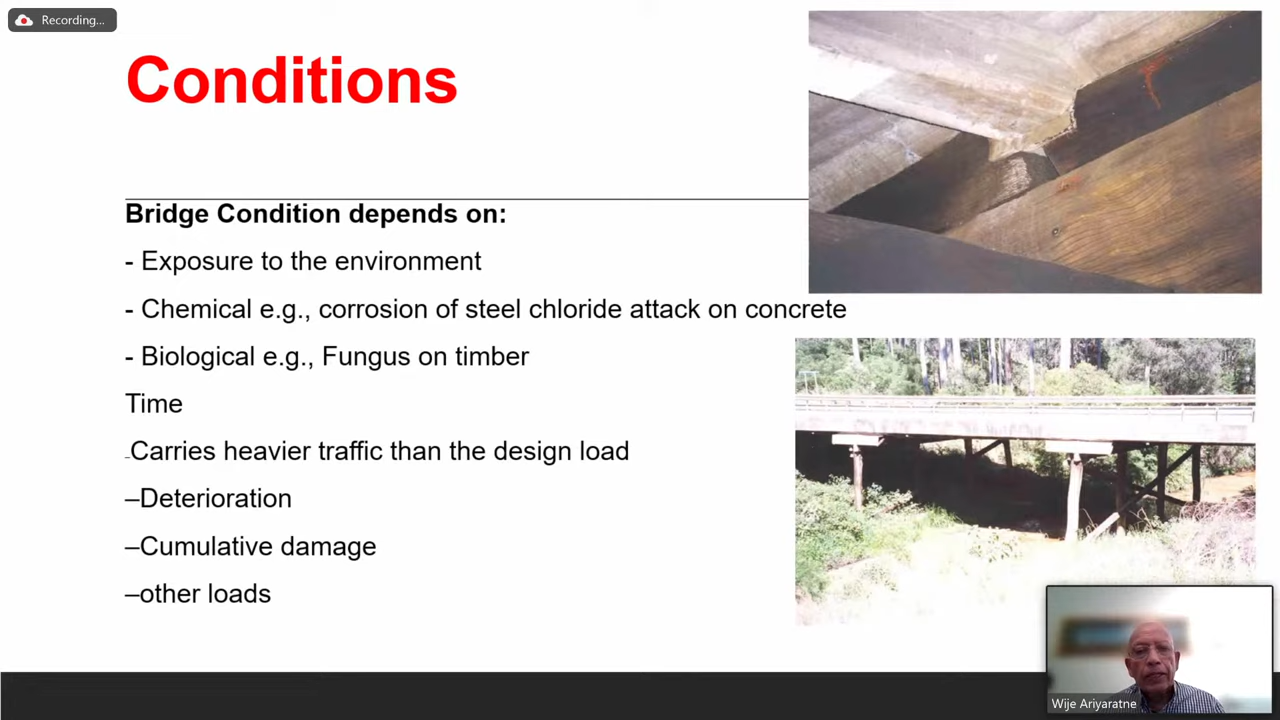 Recording...
Conditions
Bridge Condition depends on:
- Exposure to the environment
- Chemical e.g., corrosion of steel chloride attack on concrete
- Biological e.g., Fungus on timber
Time
-Carries heavier traffic than the design load
–Deterioration
–Cumulative damage
–other loads
Wije Ariyaratne